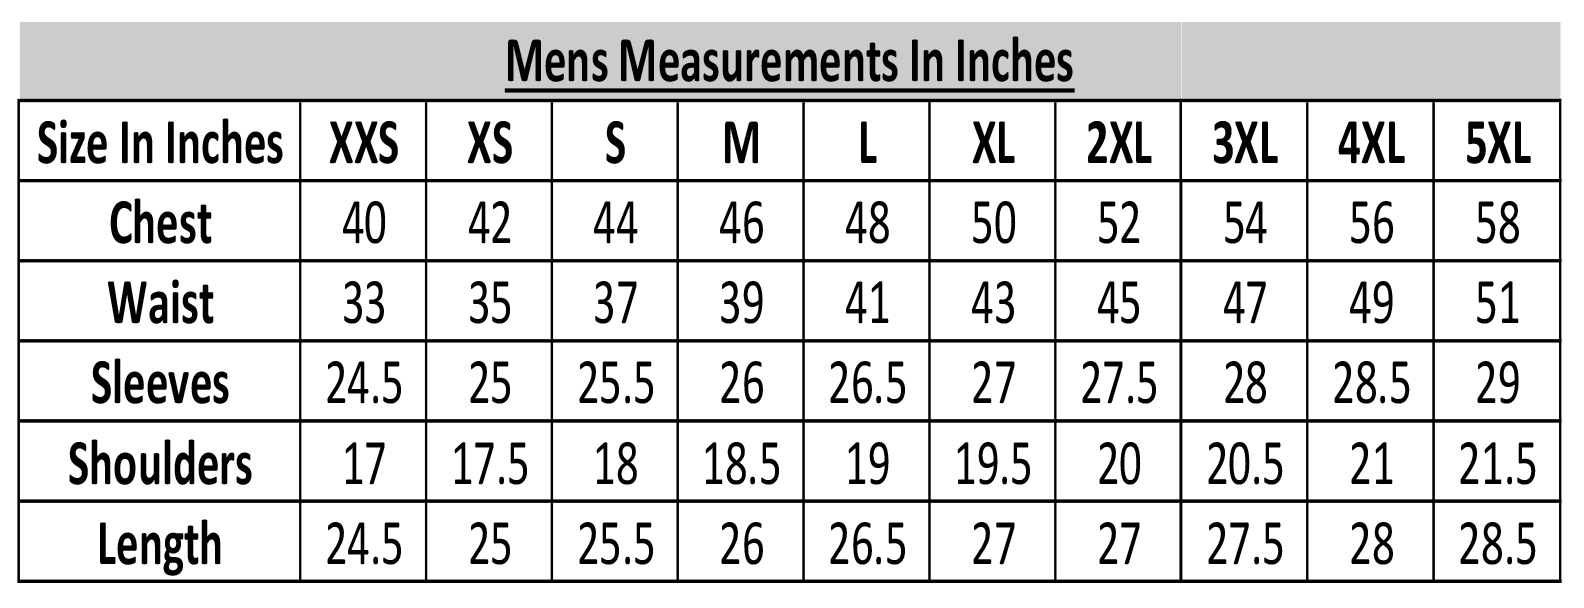 Mens Measurements In Inches
Size In Inches XXS XS S M L XL 2XL 3XL 4XL 5XL
Chest 40 42 44 46 48 50 52 54 56 58
Waist 33 35 37 39 41 43 45 47 49 51
Sleeves 24.5 25 25.5 26 26.5 27 27.5 28 28.5 29
Shoulders 17 17.5 18 18.5 19 19.5 20 20.5 21 21.5
Length 24.5 25 25.5 26 26.5 27 27 27.5 28 28.5